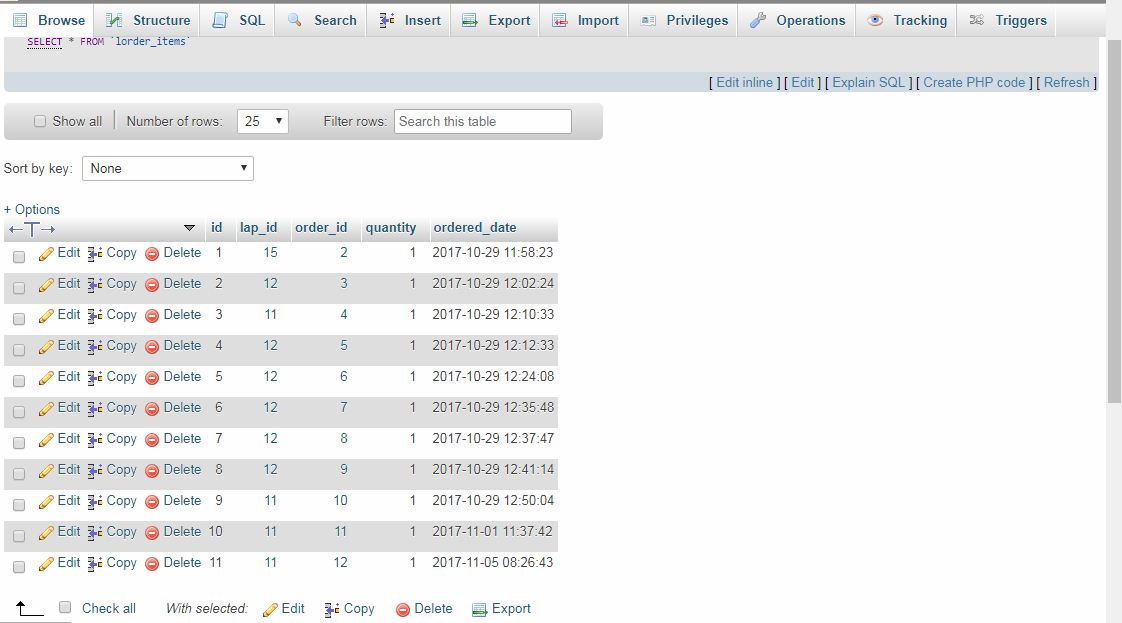 Browse Structure SQL Search Insert Export Import Privileges Operations Tracking Triggers
SELECT * FROM `lorder_items`
[ Edit inline ] [ Edit ] [ Explain SQL ] [ Create PHP code ] [ Refresh ]
Show all Number of rows: 25 Filter rows: Search this table
Sort by key: None
+ Options
id lap_id order_id quantity ordered_date
Edit Copy Delete 1 15 2 1 2017-10-29 11:58:23
Edit Copy Delete 2 12 3 1 2017-10-29 12:02:24
Edit Copy Delete 3 11 4 1 2017-10-29 12:10:33
Edit Copy Delete 4 12 5 1 2017-10-29 12:12:33
Edit Copy Delete 5 12 6 1 2017-10-29 12:24:08
Edit Copy Delete 6 12 7 1 2017-10-29 12:35:48
Edit Copy Delete 7 12 8 1 2017-10-29 12:37:47
Edit Copy Delete 8 12 9 1 2017-10-29 12:41:14
Edit Copy Delete 9 11 10 1 2017-10-29 12:50:04
Edit Copy Delete 10 11 11 1 2017-11-01 11:37:42
Edit Copy Delete 11 11 12 1 2017-11-05 08:26:43
Check all With selected: Edit Copy Delete Export